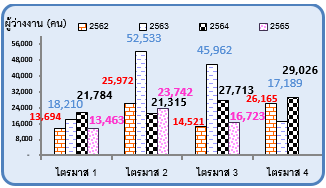 ผู้ว่างงาน (คน)
2562 2563 2564 2565
56,000
48,000
40,000
32,000
24,000
16,000
8,000
-
13,694 18,210 21,784 13,463
25,972 52,533 21,315 23,742
14,521 45,962 27,713 16,723
26,165 17,189 29,026
ไตรมาส 1 ไตรมาส 2 ไตรมาส 3 ไตรมาส 4